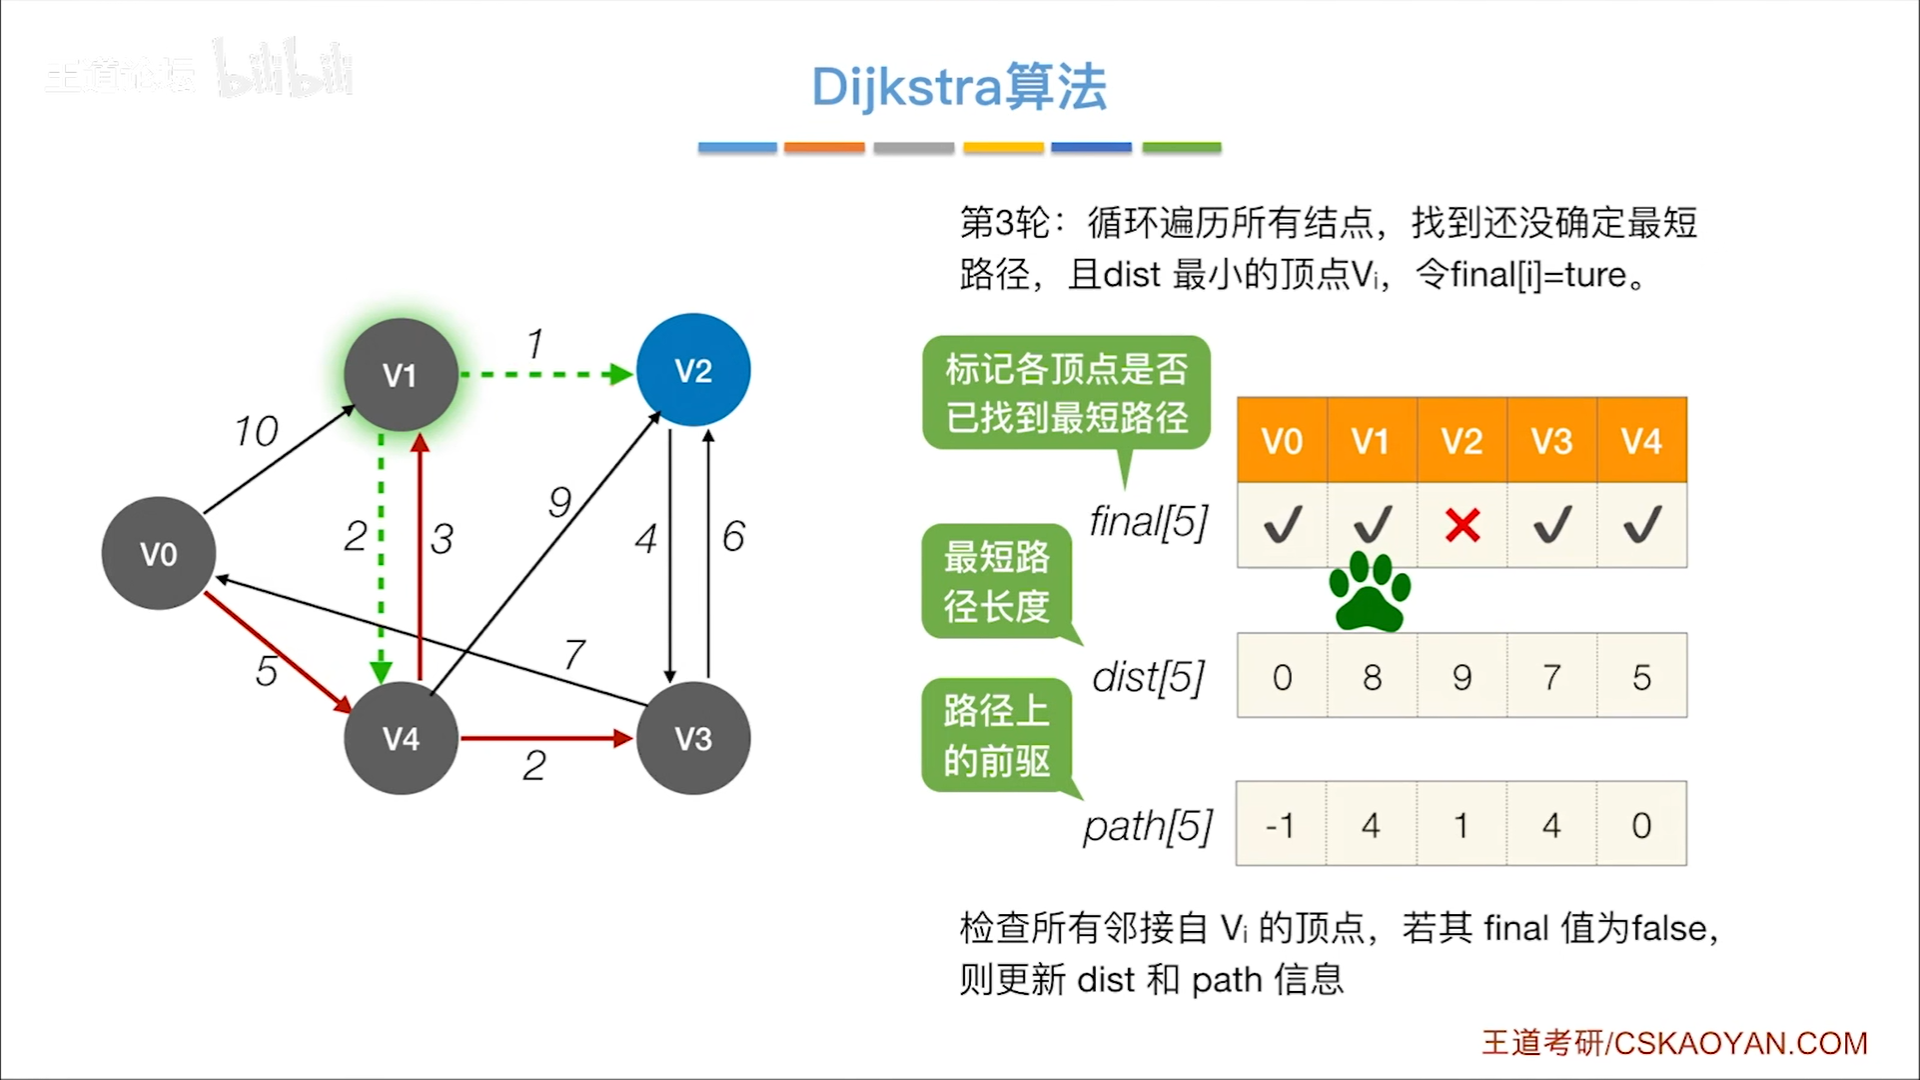 王道论坛 bilibili
Dijkstra算法
第3�：循环遍历所有结点，找到还没确定最短
路径，且dist 最小的顶点Vi，令final[i]=ture。
标记各顶点是否
已找到最短路径
V0 V1 V2 V3 V4
final[5] ✓ ✓ ✕ ✓ ✓
最短路
径长度
dist[5] 0 8 9 7 5
路径上
的前驱
path[5] -1 4 1 4 0
检查所有邻接自 Vi 的顶点，若其 final 值为false，
则更新 dist 和 path 信息
V1 1 V2
10
9
V0 2 3 4 6
5 7
V4 2 V3
王道考研/CSKAOYAN.COM